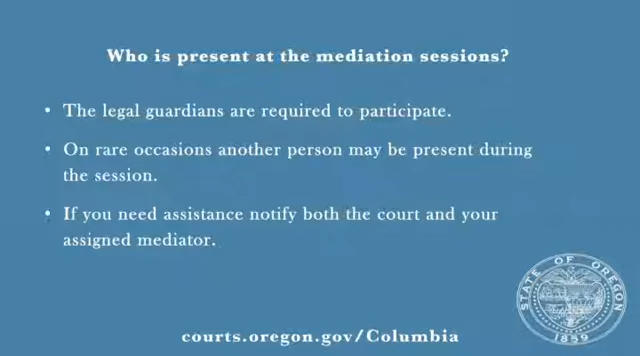 Who is present at the mediation sessions?
• The legal guardians are required to participate.
• On rare occasions another person may be present during
the session.
• If you need assistance notify both the court and your
assigned mediator.
STATE OF OREGON
1859
courts.oregon.gov/Columbia